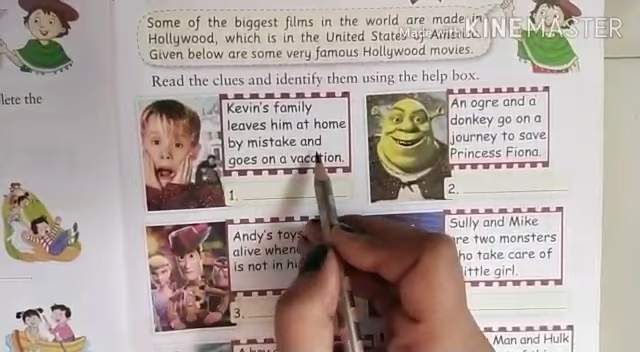 Some of the biggest films in the world are made in
Hollywood, which is in the United States of America.
Given below are some very famous Hollywood movies.
Made with KINEMASTER
Read the clues and identify them using the help box.
lete the
Kevin's family
leaves him at home
by mistake and
goes on a vacation.
1.
An ogre and a
donkey go on a
journey to save
Princess Fiona.
2.
Andy's toys
alive when
is not in hi
3.
Sully and Mike
are two monsters
who take care of
little girl.
Man and Hulk